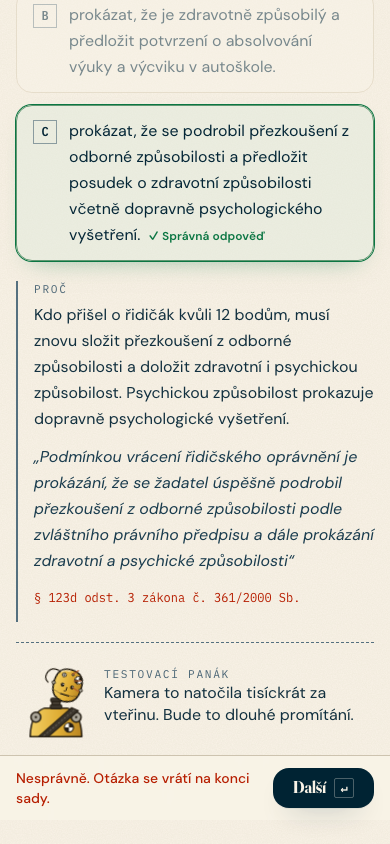 B
prokázat, že je zdravotně způsobilý a
předložit potvrzení o absolvování
výuky a výcviku v autoškole.
C
prokázat, že se podrobil přezkoušení z
odborné způsobilosti a předložit
posudek o zdravotní způsobilosti
včetně dopravně psychologického
vyšetření. ✓ Správná odpověď
PROČ
Kdo přišel o řidičák kvůli 12 bodům, musí
znovu složit přezkoušení z odborné
způsobilosti a doložit zdravotní i psychickou
způsobilost. Psychickou způsobilost prokazuje
dopravně psychologické vyšetření.
„Podmínkou vrácení řidičského oprávnění je
prokázání, že se žadatel úspěšně podrobil
přezkoušení z odborné způsobilosti podle
zvláštního právního předpisu a dále prokázání
zdravotní a psychické způsobilosti“
§ 123d odst. 3 zákona č. 361/2000 Sb.
TESTOVACÍ PANÁK
Kamera to natočila tisíckrát za
vteřinu. Bude to dlouhé promítání.
Nesprávně. Otázka se vrátí na konci
sady.
Další ↵